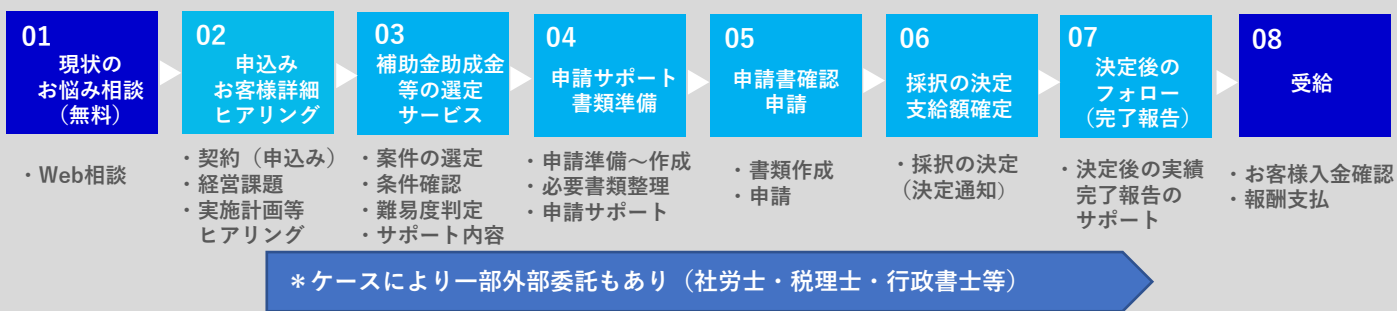 01
現状の
お悩み相談
（無料）
・Web相談
02
申込み
お客様詳細
ヒアリング
・契約（申込み）
・経営課題
・実施計画等
ヒアリング
03
補助金助成金
等の選定
サービス
・案件の選定
・条件確認
・難易度判定
・サポート内容
04
申請サポート
書類準備
・申請準備～作成
・必要書類整理
・申請サポート
05
申請書確認
申請
・書類作成
・申請
06
採択の決定
支給額確定
・採択の決定
（決定通知）
07
決定後の
フォロー
（完了報告）
・決定後の実績
完了報告の
サポート
08
受給
・お客様入金確認
・報酬支払
＊ケースにより一部外部委託もあり（社労士・税理士・行政書士等）